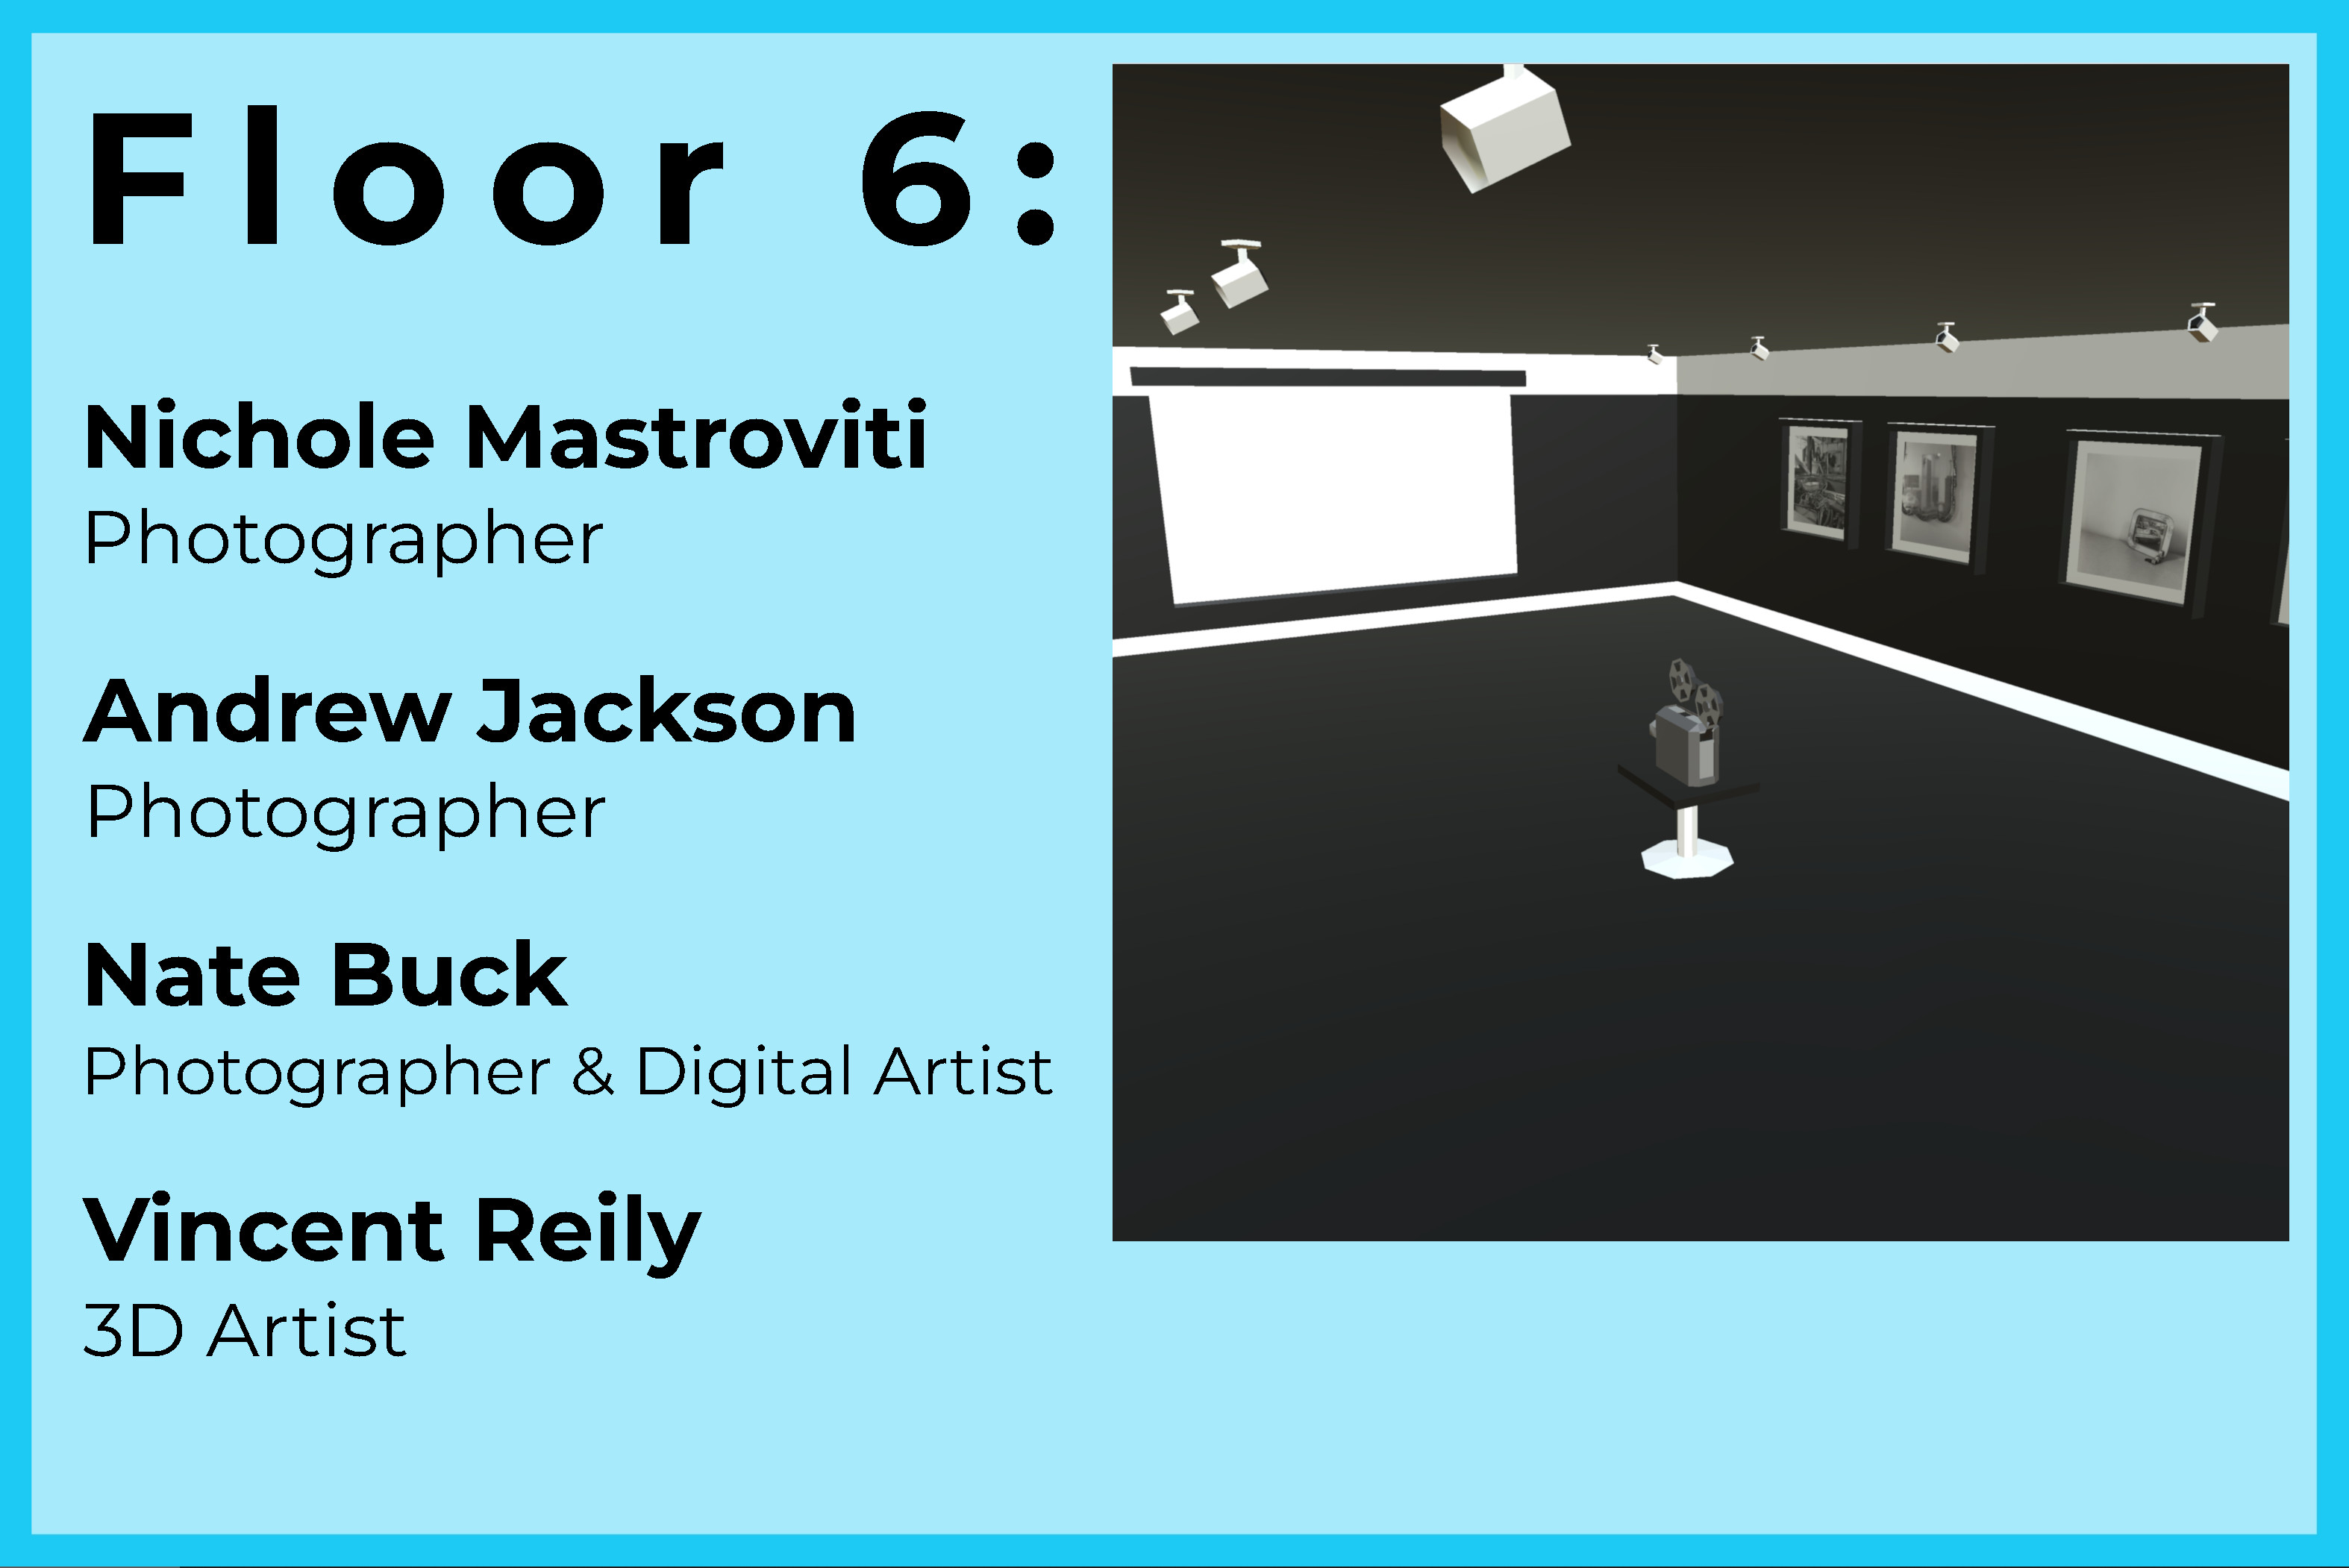 Floor 6:
Nichole Mastroviti
Photographer
Andrew Jackson
Photographer
Nate Buck
Photographer & Digital Artist
Vincent Reily
3D Artist